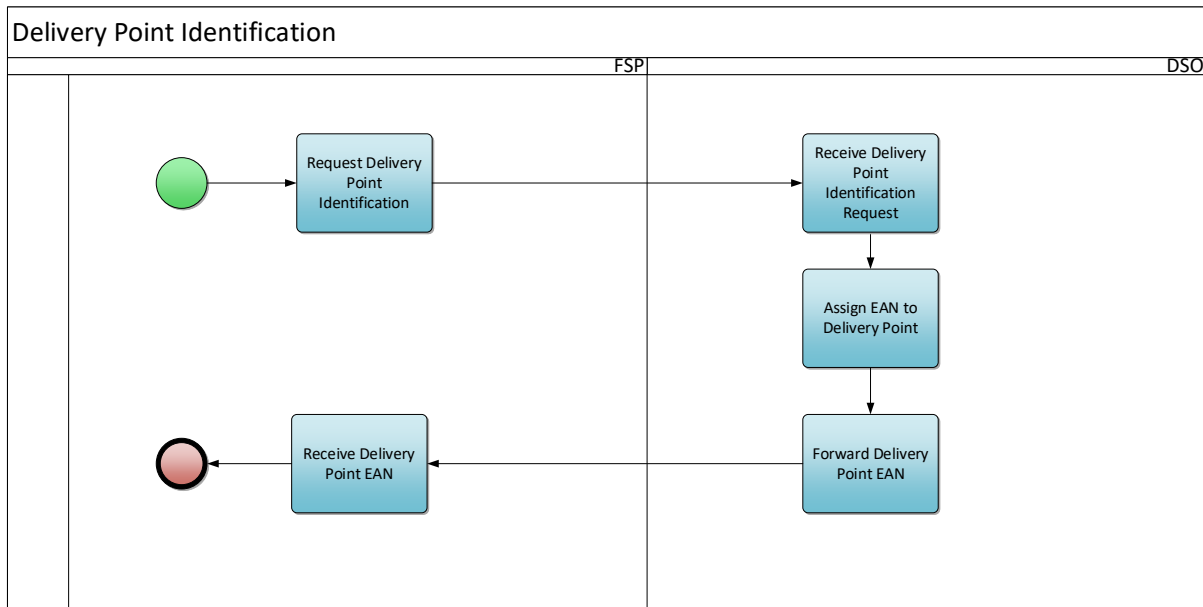 Delivery Point Identification
FSP
DSO
Request Delivery
Point
Identification
Receive Delivery
Point
Identification
Request
Assign EAN to
Delivery Point
Receive Delivery
Point EAN
Forward Delivery
Point EAN